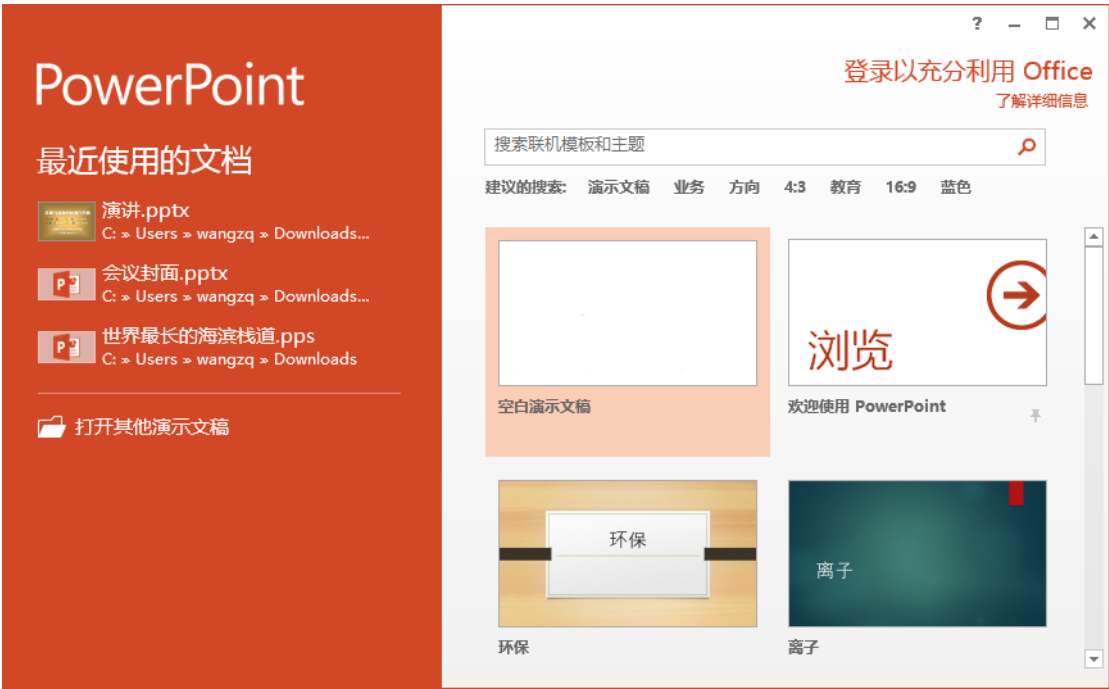 PowerPoint
最近使用的文档
演讲.pptx
C: » Users » wangzq » Downloads...
会议封面.pptx
C: » Users » wangzq » Downloads...
世界最长的海滨栈道.pps
C: » Users » wangzq » Downloads
打开其他演示文稿
?
登录以充分利用 Office
了解详细信息
搜索联机模板和主题
建议的搜索: 演示文稿 业务 方向 4:3 教育 16:9 蓝色
浏览
空白演示文稿
欢迎使用 PowerPoint
环保
离子
环保
离子